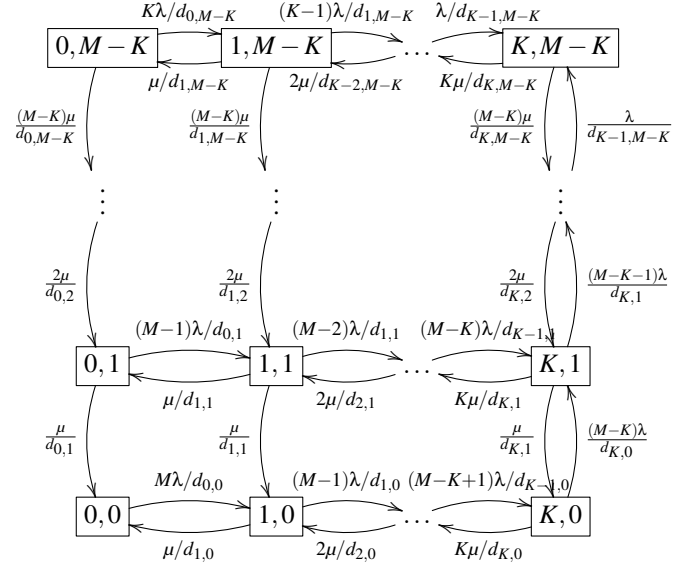 Kλ/d_{0,M−K} (K−1)λ/d_{1,M−K} λ/d_{K−1,M−K}
0,M−K 1,M−K ... K,M−K
μ/d_{1,M−K} 2μ/d_{K−2,M−K} Kμ/d_{K,M−K}
(M−K)μ/d_{0,M−K} (M−K)μ/d_{1,M−K} (M−K)μ/d_{K,M−K} λ/d_{K−1,M−K}
⋮ ⋮ ⋮
2μ/d_{0,2} 2μ/d_{1,2} 2μ/d_{K,2} (M−K−1)λ/d_{K,1}
(M−1)λ/d_{0,1} (M−2)λ/d_{1,1} (M−K)λ/d_{K−1,1}
0,1 1,1 ... K,1
μ/d_{1,1} 2μ/d_{2,1} Kμ/d_{K,1}
μ/d_{0,1} μ/d_{1,1} μ/d_{K,1} (M−K)λ/d_{K,0}
Mλ/d_{0,0} (M−1)λ/d_{1,0} (M−K+1)λ/d_{K−1,0}
0,0 1,0 ... K,0
μ/d_{1,0} 2μ/d_{2,0} Kμ/d_{K,0}